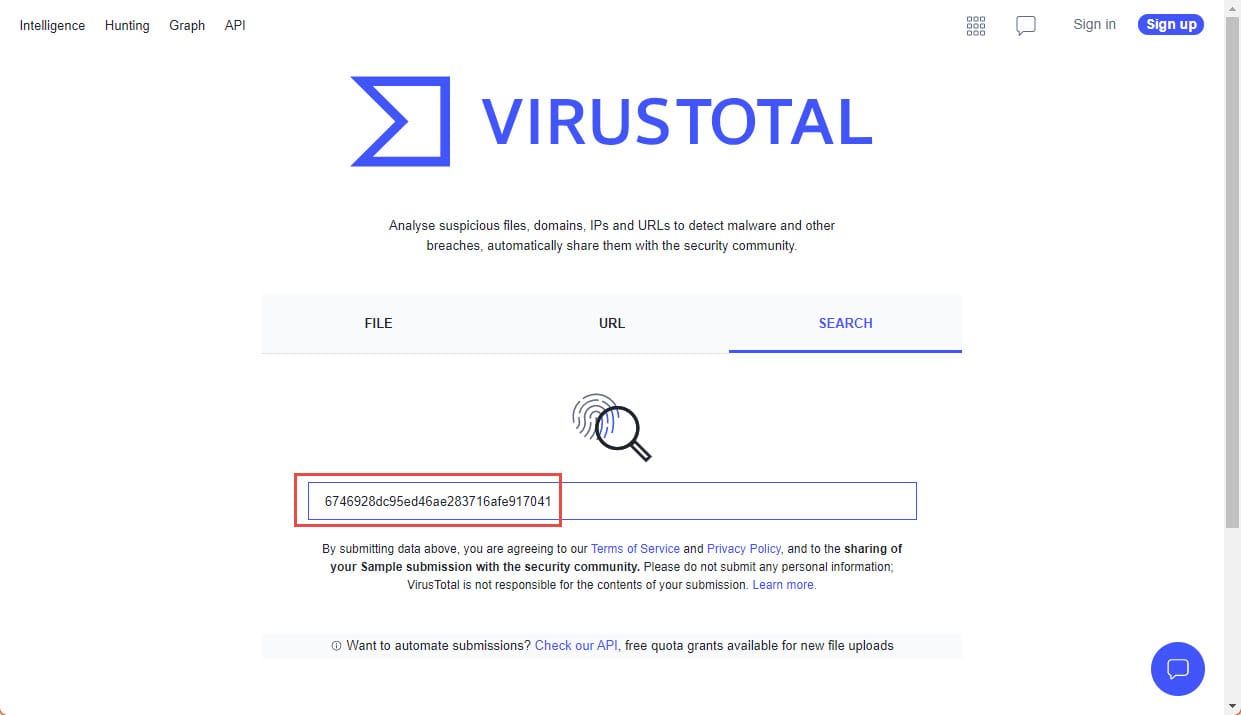 Intelligence Hunting Graph API Sign in Sign up
VIRUSTOTAL
Analyse suspicious files, domains, IPs and URLs to detect malware and other
breaches, automatically share them with the security community.
FILE URL SEARCH
6746928dc95ed46ae283716afe917041
By submitting data above, you are agreeing to our Terms of Service and Privacy Policy, and to the sharing of
your Sample submission with the security community. Please do not submit any personal information;
VirusTotal is not responsible for the contents of your submission. Learn more.
Want to automate submissions? Check our API, free quota grants available for new file uploads